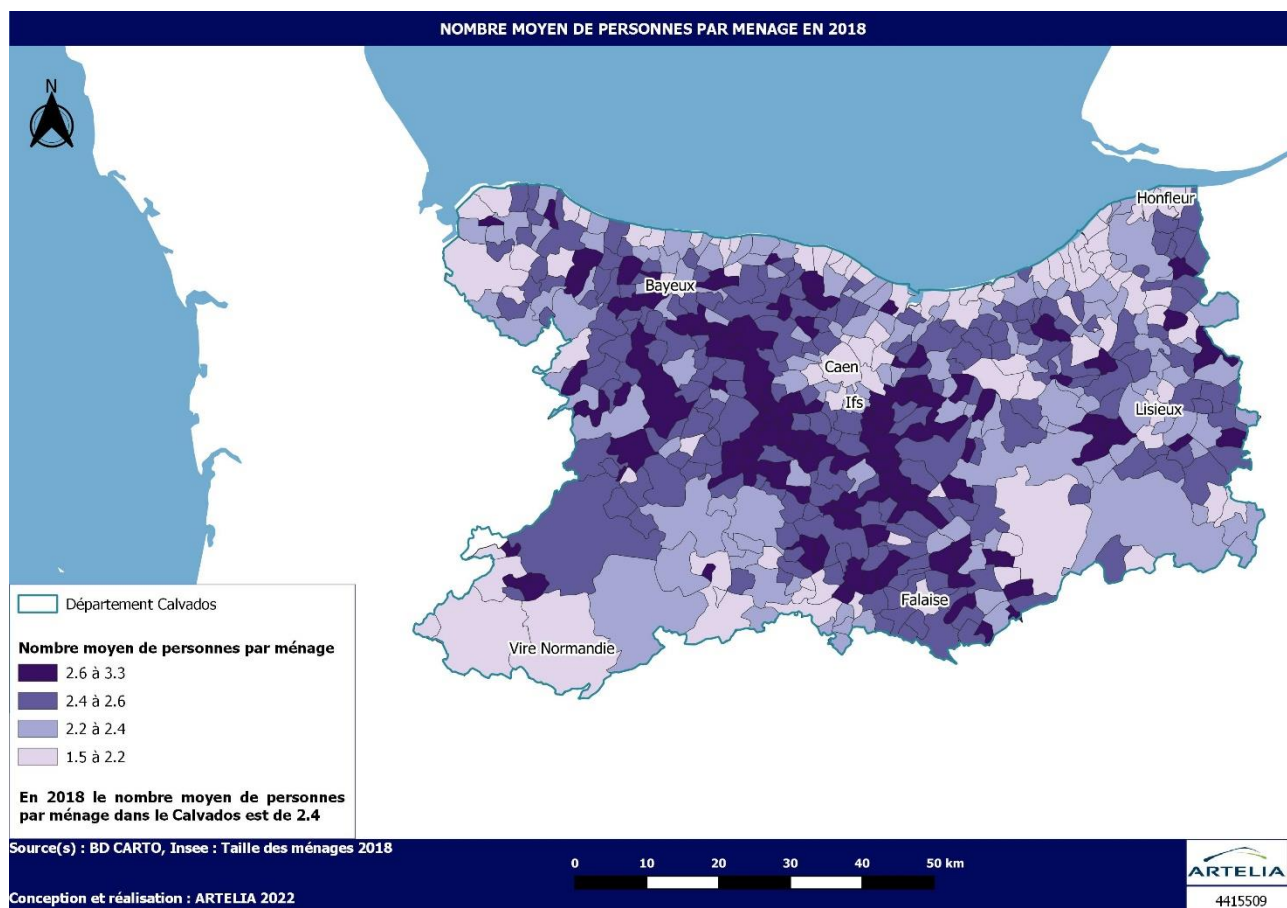 NOMBRE MOYEN DE PERSONNES PAR MENAGE EN 2018
N
Honfleur
Bayeux
Caen
Ifs
Lisieux
Falaise
Vire Normandie
Département Calvados
Nombre moyen de personnes par ménage
2.6 à 3.3
2.4 à 2.6
2.2 à 2.4
1.5 à 2.2
En 2018 le nombre moyen de personnes
par ménage dans le Calvados est de 2.4
Source(s) : BD CARTO, Insee : Taille des ménages 2018
0 10 20 30 40 50 km
Conception et réalisation : ARTELIA 2022
ARTELIA
4415509